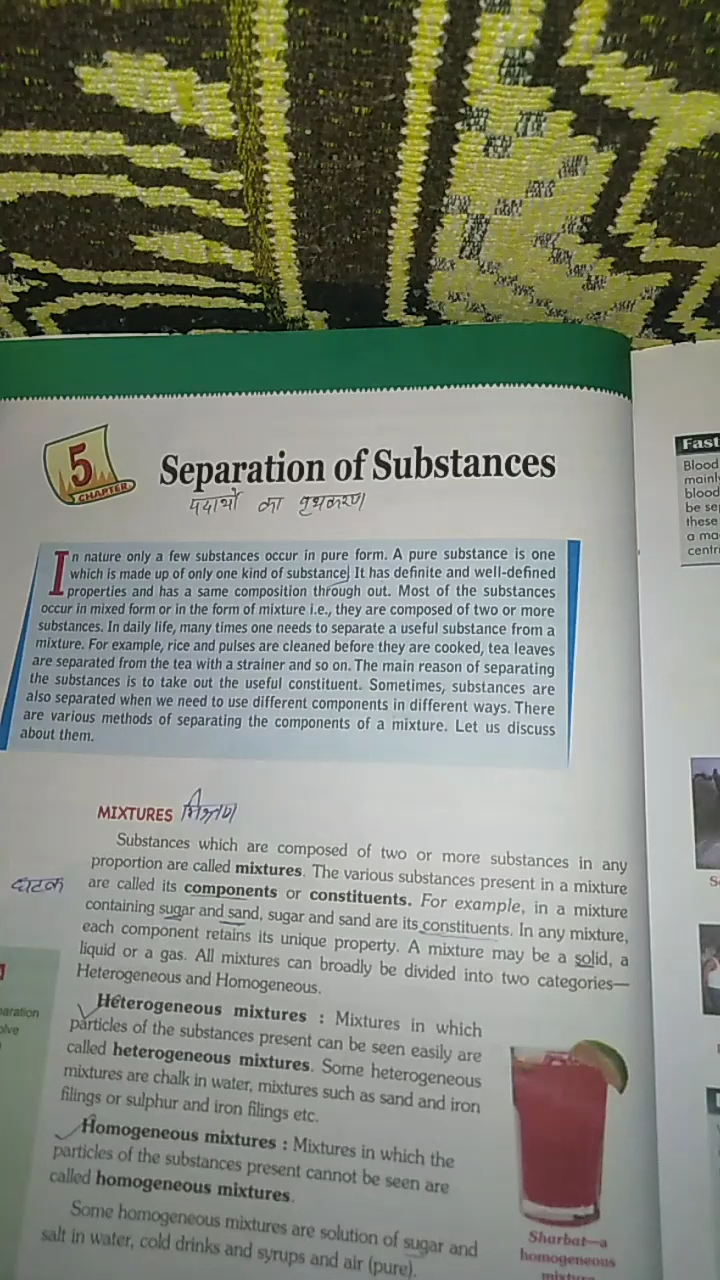 5
CHAPTER
Separation of Substances
पदार्थो का पृथकरण
In nature only a few substances occur in pure form. A pure substance is one
which is made up of only one kind of substance. It has definite and well-defined
properties and has a same composition through out. Most of the substances
occur in mixed form or in the form of mixture i.e., they are composed of two or more
substances. In daily life, many times one needs to separate a useful substance from a
mixture. For example, rice and pulses are cleaned before they are cooked, tea leaves
are separated from the tea with a strainer and so on. The main reason of separating
the substances is to take out the useful constituent. Sometimes, substances are
also separated when we need to use different components in different ways. There
are various methods of separating the components of a mixture. Let us discuss
about them.
MIXTURES मिश्रण
Substances which are composed of two or more substances in any
proportion are called mixtures. The various substances present in a mixture
घटक
are called its components or constituents. For example, in a mixture
containing sugar and sand, sugar and sand are its constituents. In any mixture,
each component retains its unique property. A mixture may be a solid, a
liquid or a gas. All mixtures can broadly be divided into two categories—
Heterogeneous and Homogeneous.
Heterogeneous mixtures : Mixtures in which
particles of the substances present can be seen easily are
called heterogeneous mixtures. Some heterogeneous
mixtures are chalk in water, mixtures such as sand and iron
filings or sulphur and iron filings etc.
Homogeneous mixtures : Mixtures in which the
particles of the substances present cannot be seen are
called homogeneous mixtures.
Some homogeneous mixtures are solution of sugar and
salt in water, cold drinks and syrups and air (pure).
Sharbat—a
homogeneous
aration
olve
Fast
Blood
mainly
blood
be se
these
a ma
centr